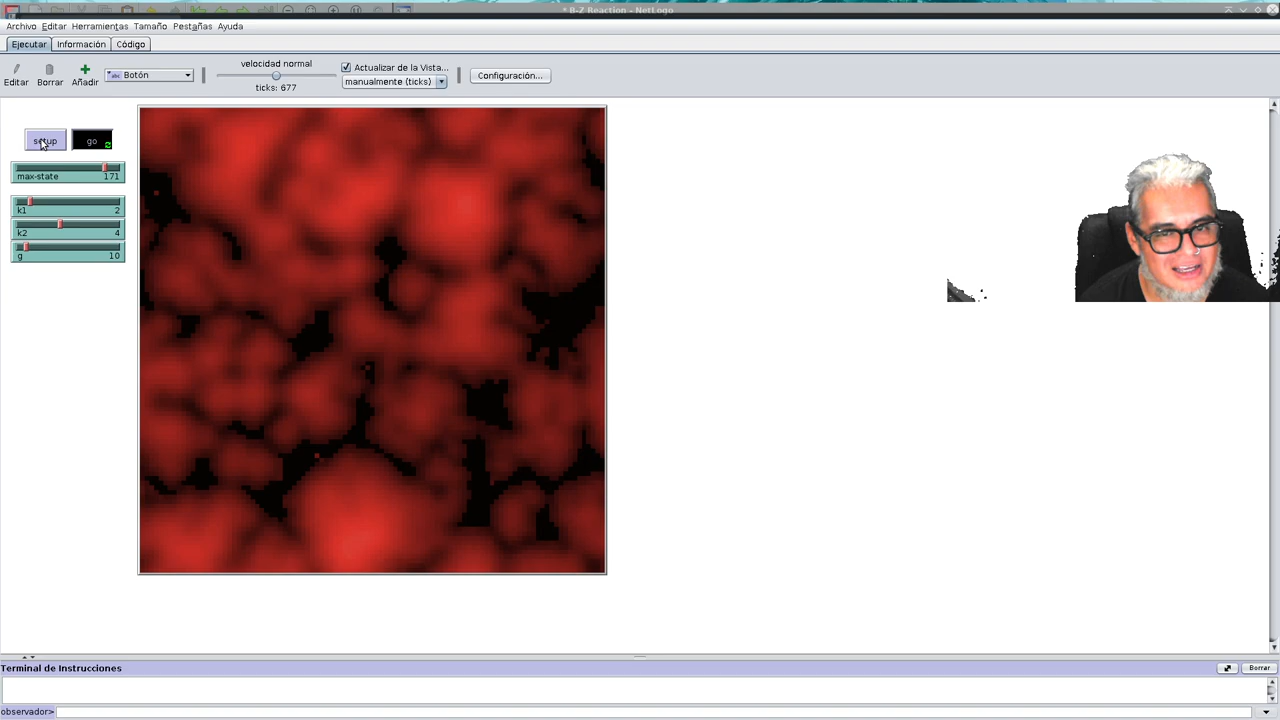 * B-Z Reaction - NetLogo
Archivo Editar Herramientas Tamaño Pestañas Ayuda
Ejecutar Información Código
Editar Borrar Añadir
abc Botón
velocidad normal
ticks: 677
Actualizar de la Vista...
manualmente (ticks)
Configuración...
setup go
max-state 171
k1 2
k2 4
g 10
Terminal de Instrucciones
Borrar
observador>